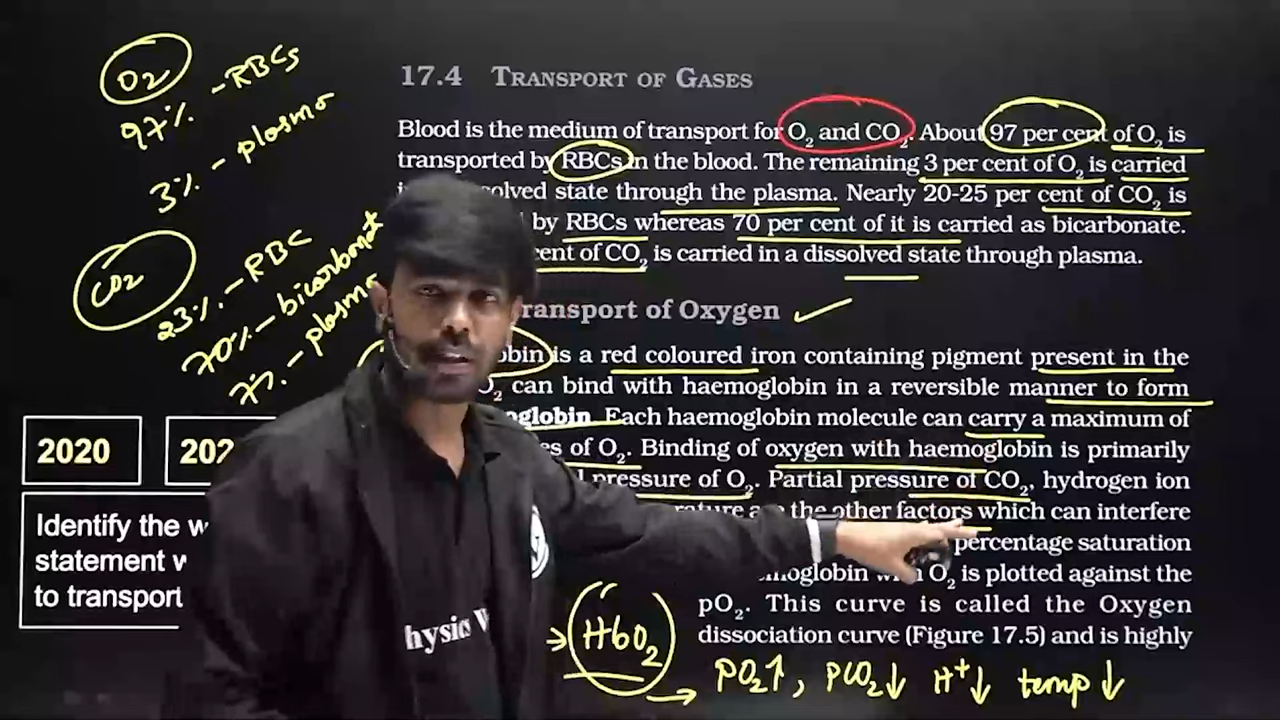 O2
97% - RBCs
3% - plasma
CO2
23% - RBC
70% - bicarbonat
7% - plasma
17.4 TRANSPORT OF GASES
Blood is the medium of transport for O2 and CO2. About 97 per cent of O2 is
transported by RBCs in the blood. The remaining 3 per cent of O2 is carried
solved state through the plasma. Nearly 20-25 per cent of CO2 is
by RBCs whereas 70 per cent of it is carried as bicarbonate.
cent of CO2 is carried in a dissolved state through plasma.
ransport of Oxygen
obin is a red coloured iron containing pigment present in the
O2 can bind with haemoglobin in a reversible manner to form
globin. Each haemoglobin molecule can carry a maximum of
es of O2. Binding of oxygen with haemoglobin is primarily
pressure of O2. Partial pressure of CO2, hydrogen ion
rature are the other factors which can interfere
percentage saturation
moglobin with O2 is plotted against the
pO2. This curve is called the Oxygen
dissociation curve (Figure 17.5) and is highly
HbO2
pO2↑, pCO2↓ H+↓ temp↓
2020
202
Identify the w
statement w
to transport
hysics W